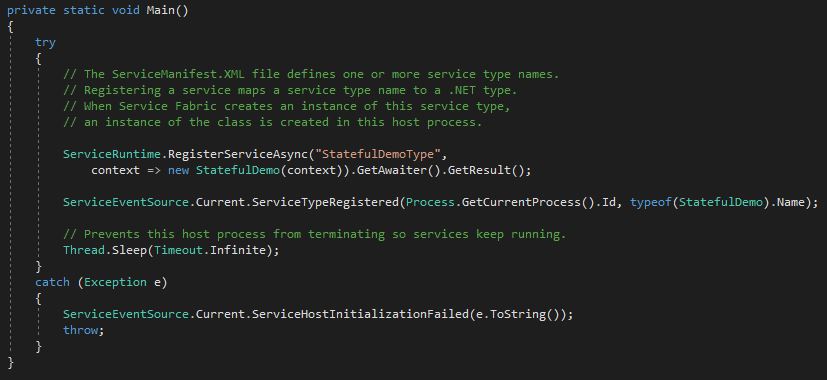 private static void Main()
{
    try
    {
        // The ServiceManifest.XML file defines one or more service type names.
        // Registering a service maps a service type name to a .NET type.
        // When Service Fabric creates an instance of this service type,
        // an instance of the class is created in this host process.

        ServiceRuntime.RegisterServiceAsync("StatefulDemoType",
            context => new StatefulDemo(context)).GetAwaiter().GetResult();

        ServiceEventSource.Current.ServiceTypeRegistered(Process.GetCurrentProcess().Id, typeof(StatefulDemo).Name);

        // Prevents this host process from terminating so services keep running.
        Thread.Sleep(Timeout.Infinite);
    }
    catch (Exception e)
    {
        ServiceEventSource.Current.ServiceHostInitializationFailed(e.ToString());
        throw;
    }
}